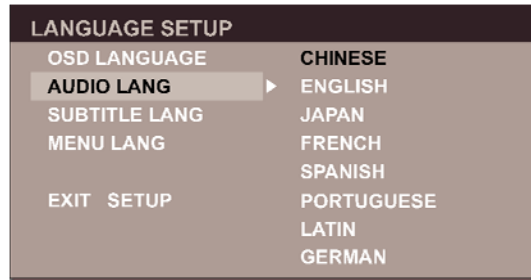 LANGUAGE SETUP
OSD LANGUAGE
AUDIO LANG
SUBTITLE LANG
MENU LANG
EXIT SETUP
CHINESE
ENGLISH
JAPAN
FRENCH
SPANISH
PORTUGUESE
LATIN
GERMAN